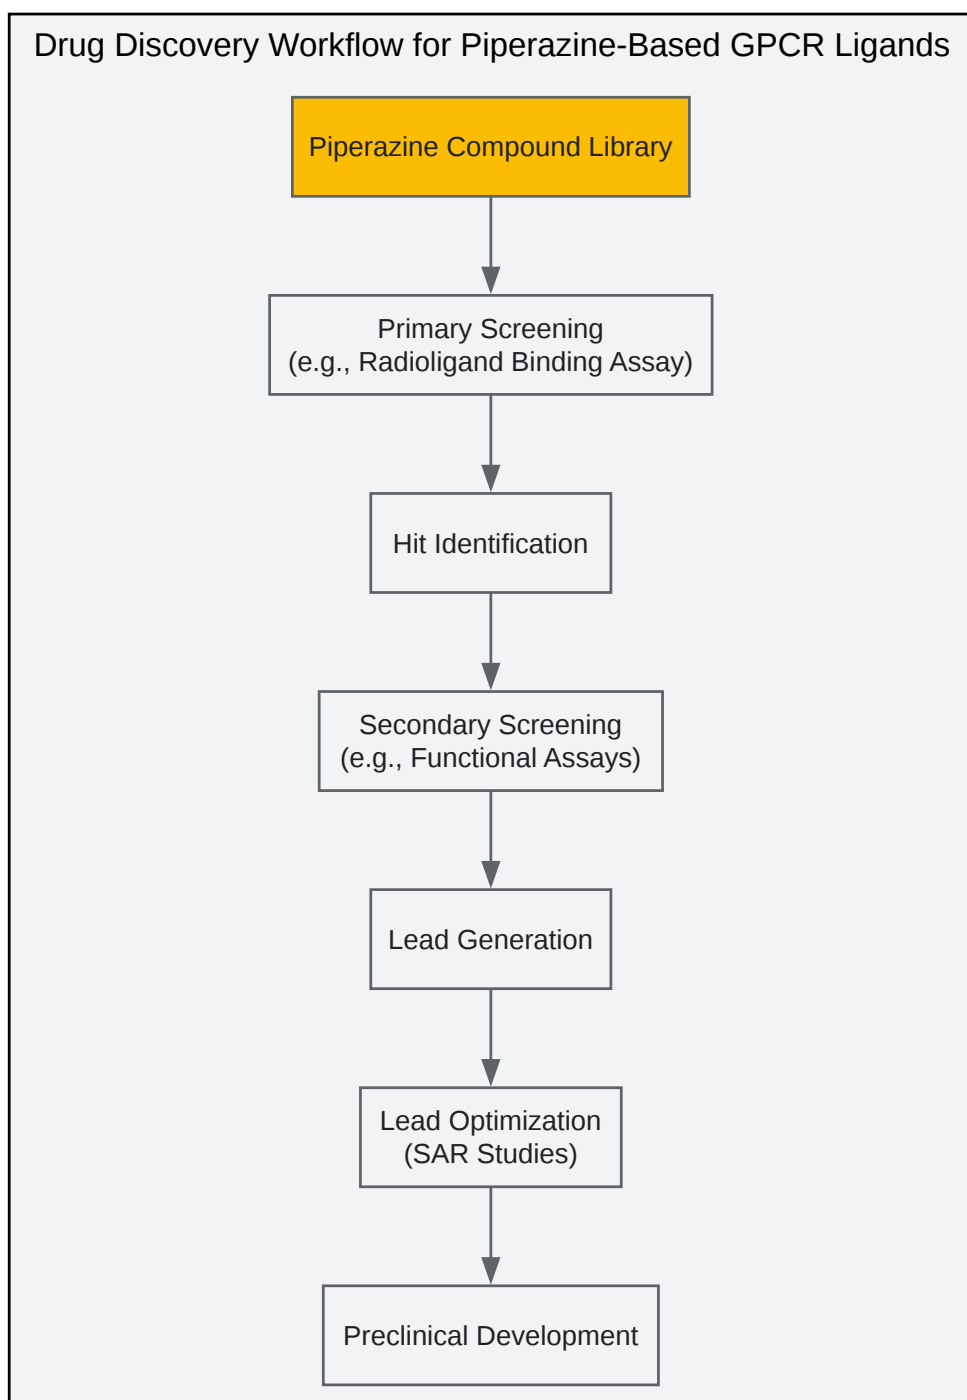 Drug Discovery Workflow for Piperazine-Based GPCR Ligands
Piperazine Compound Library
Primary Screening
(e.g., Radioligand Binding Assay)
Hit Identification
Secondary Screening
(e.g., Functional Assays)
Lead Generation
Lead Optimization
(SAR Studies)
Preclinical Development